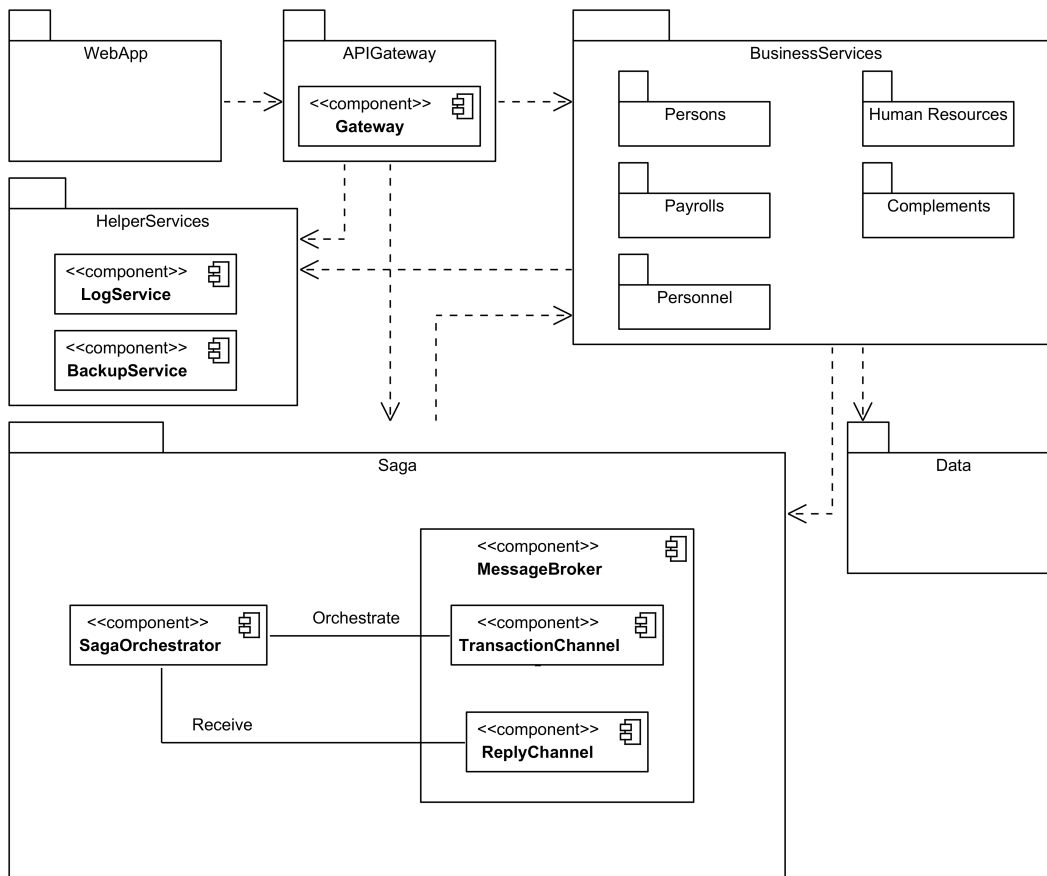 WebApp
APIGateway
<<component>>
Gateway
BusinessServices
Persons
Human Resources
Payrolls
Complements
Personnel
HelperServices
<<component>>
LogService
<<component>>
BackupService
Saga
Data
<<component>>
MessageBroker
<<component>>
SagaOrchestrator
Orchestrate
<<component>>
TransactionChannel
Receive
<<component>>
ReplyChannel